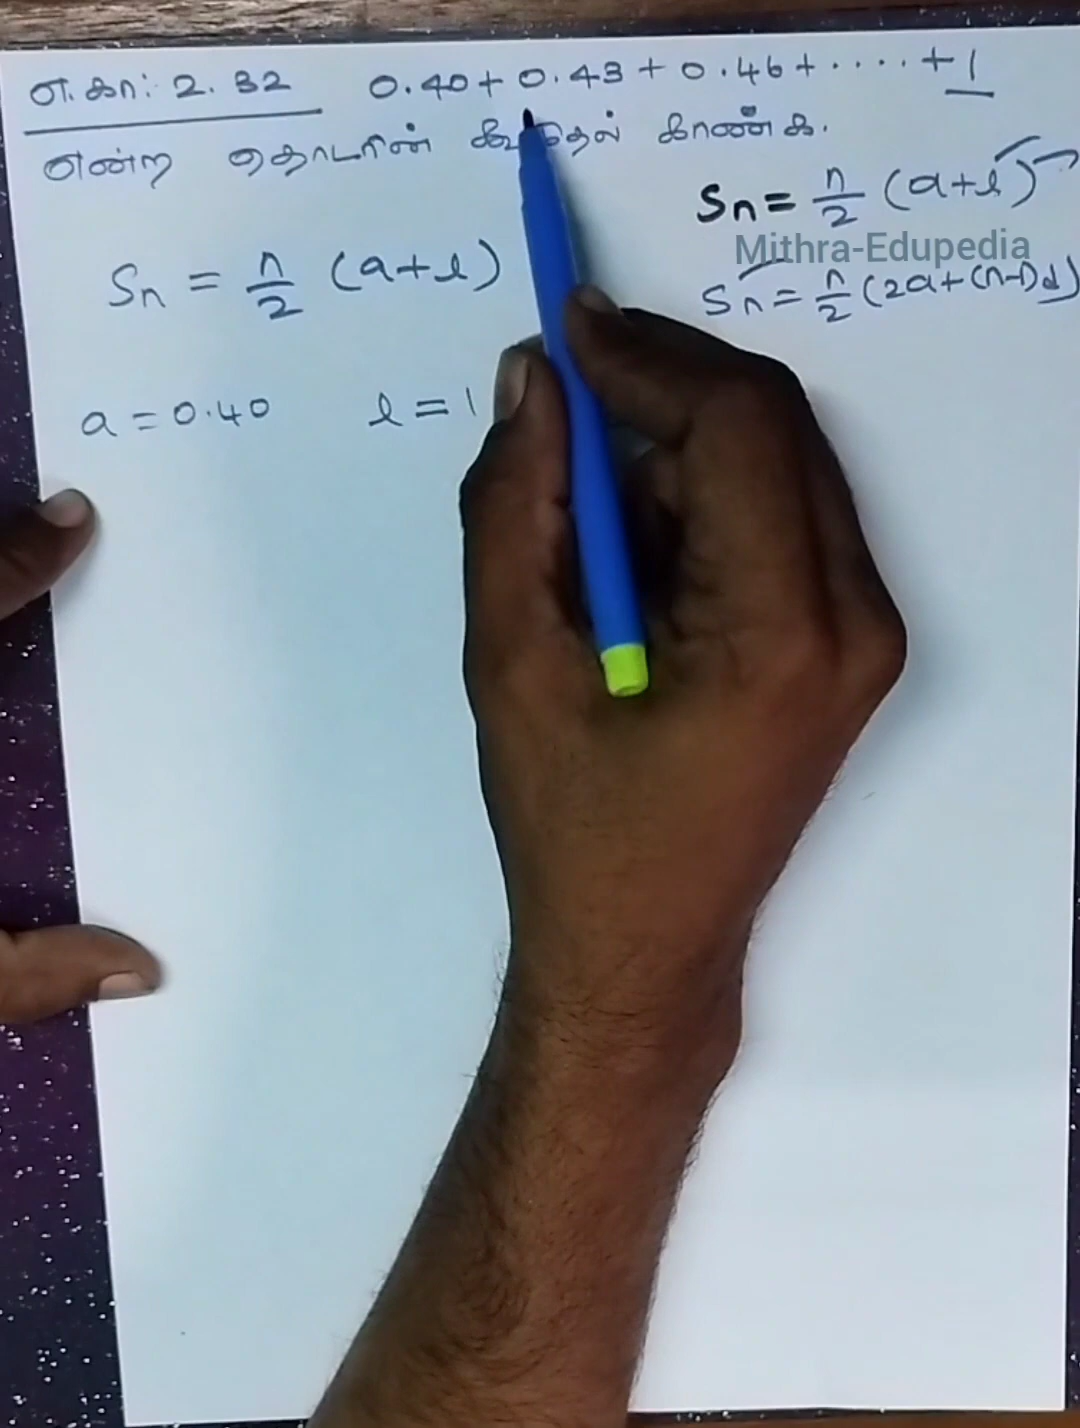 எ.கா: 2.32 0.40 + 0.43 + 0.46 + ..... + 1
என்ற தொடரின் காண்க.
Sn = n/2 (a+l)
Mithra-Edupedia
Sn = n/2 (a+l)
Sn = n/2 (2a+(n-1)d)
a = 0.40 l = 1